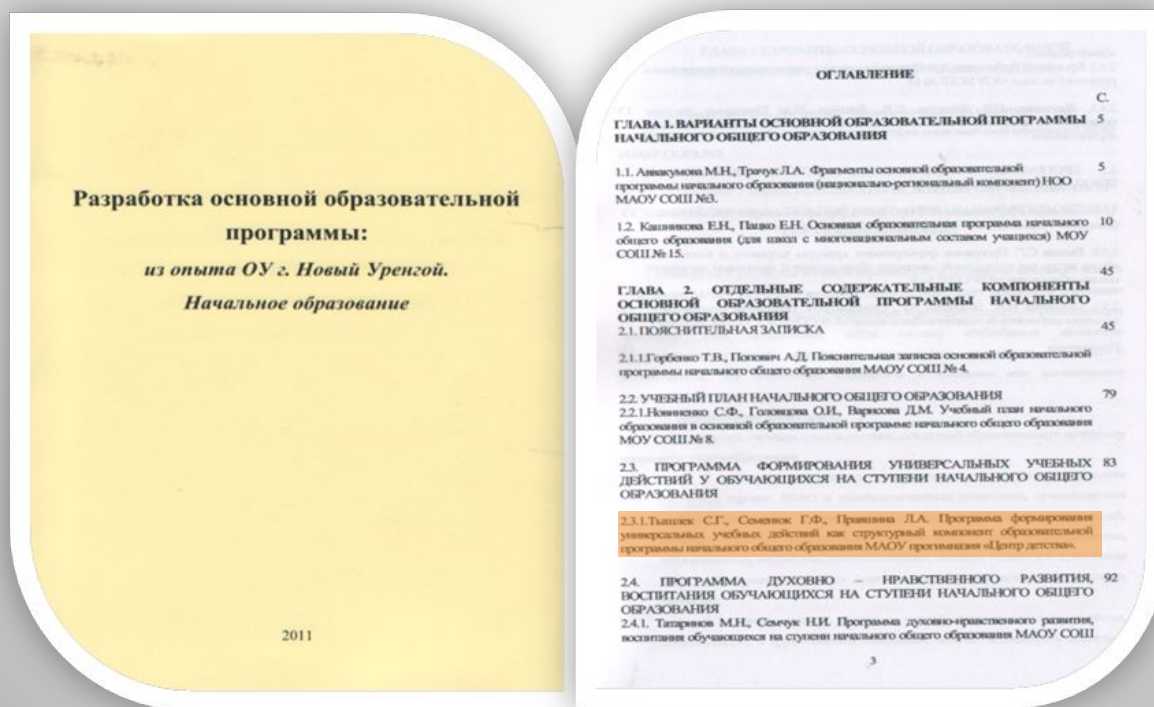 Разработка основной образовательной
программы:
из опыта ОУ г. Новый Уренгой.
Начальное образование
2011
ОГЛАВЛЕНИЕ
С.
ГЛАВА 1. ВАРИАНТЫ ОСНОВНОЙ ОБРАЗОВАТЕЛЬНОЙ ПРОГРАММЫ 5
НАЧАЛЬНОГО ОБЩЕГО ОБРАЗОВАНИЯ
1.1. Аввакумова М.Н., Трачук Л.А. Фрагменты основной образовательной 5
программы начального образования (национально-региональный компонент) НОО
МАОУ СОШ №3.
1.2. Кашникова Е.Н., Пацко Е.Н. Основная образовательная программа начального 10
общего образования (для школ с многонациональным составом учащихся) МОУ
СОШ № 15.
45
ГЛАВА 2. ОТДЕЛЬНЫЕ СОДЕРЖАТЕЛЬНЫЕ КОМПОНЕНТЫ
ОСНОВНОЙ ОБРАЗОВАТЕЛЬНОЙ ПРОГРАММЫ НАЧАЛЬНОГО
ОБЩЕГО ОБРАЗОВАНИЯ
2.1. ПОЯСНИТЕЛЬНАЯ ЗАПИСКА 45
2.1.1.Горбенко Т.В., Попович А.Д. Пояснительная записка основной образовательной
программы начального общего образования МАОУ СОШ № 4.
2.2. УЧЕБНЫЙ ПЛАН НАЧАЛЬНОГО ОБЩЕГО ОБРАЗОВАНИЯ 79
2.2.1.Новиненко С.Ф., Головцова О.И., Варисова Д.М. Учебный план начального
образования в основной образовательной программе начального общего образования
МОУ СОШ № 8.
2.3. ПРОГРАММА ФОРМИРОВАНИЯ УНИВЕРСАЛЬНЫХ УЧЕБНЫХ 83
ДЕЙСТВИЙ У ОБУЧАЮЩИХСЯ НА СТУПЕНИ НАЧАЛЬНОГО ОБЩЕГО
ОБРАЗОВАНИЯ
2.3.1.Тышлек С.Г., Семенюк Г.Ф., Правшина Л.А. Программа формирования
универсальных учебных действий как структурный компонент образовательной
программы начального общего образования МАОУ прогимназия «Центр детства».
2.4. ПРОГРАММА ДУХОВНО – НРАВСТВЕННОГО РАЗВИТИЯ, 92
ВОСПИТАНИЯ ОБУЧАЮЩИХСЯ НА СТУПЕНИ НАЧАЛЬНОГО ОБЩЕГО
ОБРАЗОВАНИЯ
2.4.1. Татаринов М.Н., Семчук Н.И. Программа духовно-нравственного развития,
воспитания обучающихся на ступени начального общего образования МАОУ СОШ
3